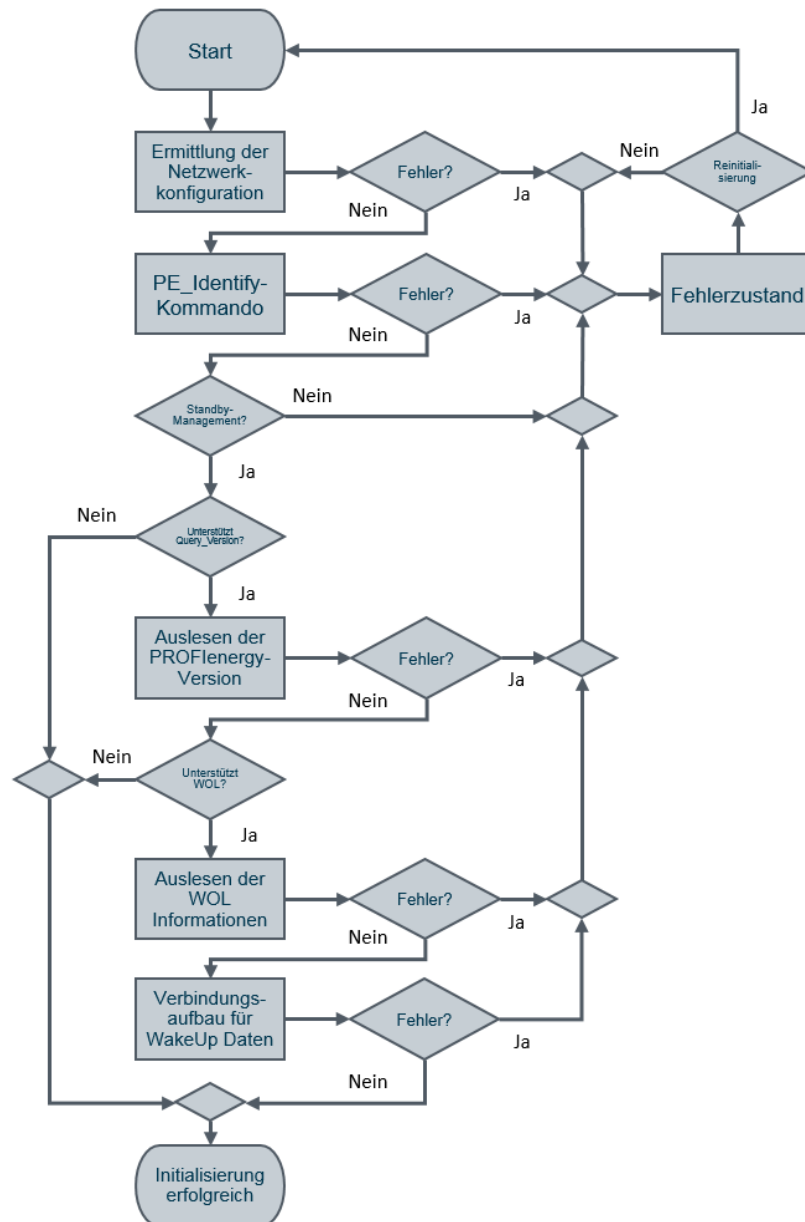 Start
Ja
Ermittlung der
Netzwerk-
konfiguration
Fehler?
Ja
Nein
Reinitiali-
sierung
Nein
PE_Identify-
Kommando
Fehler?
Ja
Fehlerzustand
Nein
Standby-
Management?
Nein
Ja
Nein
Unterstützt
Query_Version?
Ja
Auslesen der
PROFIenergy-
Version
Fehler?
Ja
Nein
Nein
Unterstützt
WOL?
Ja
Auslesen der
WOL
Informationen
Fehler?
Ja
Nein
Verbindungs-
aufbau für
WakeUp Daten
Fehler?
Ja
Nein
Initialisierung
erfolgreich